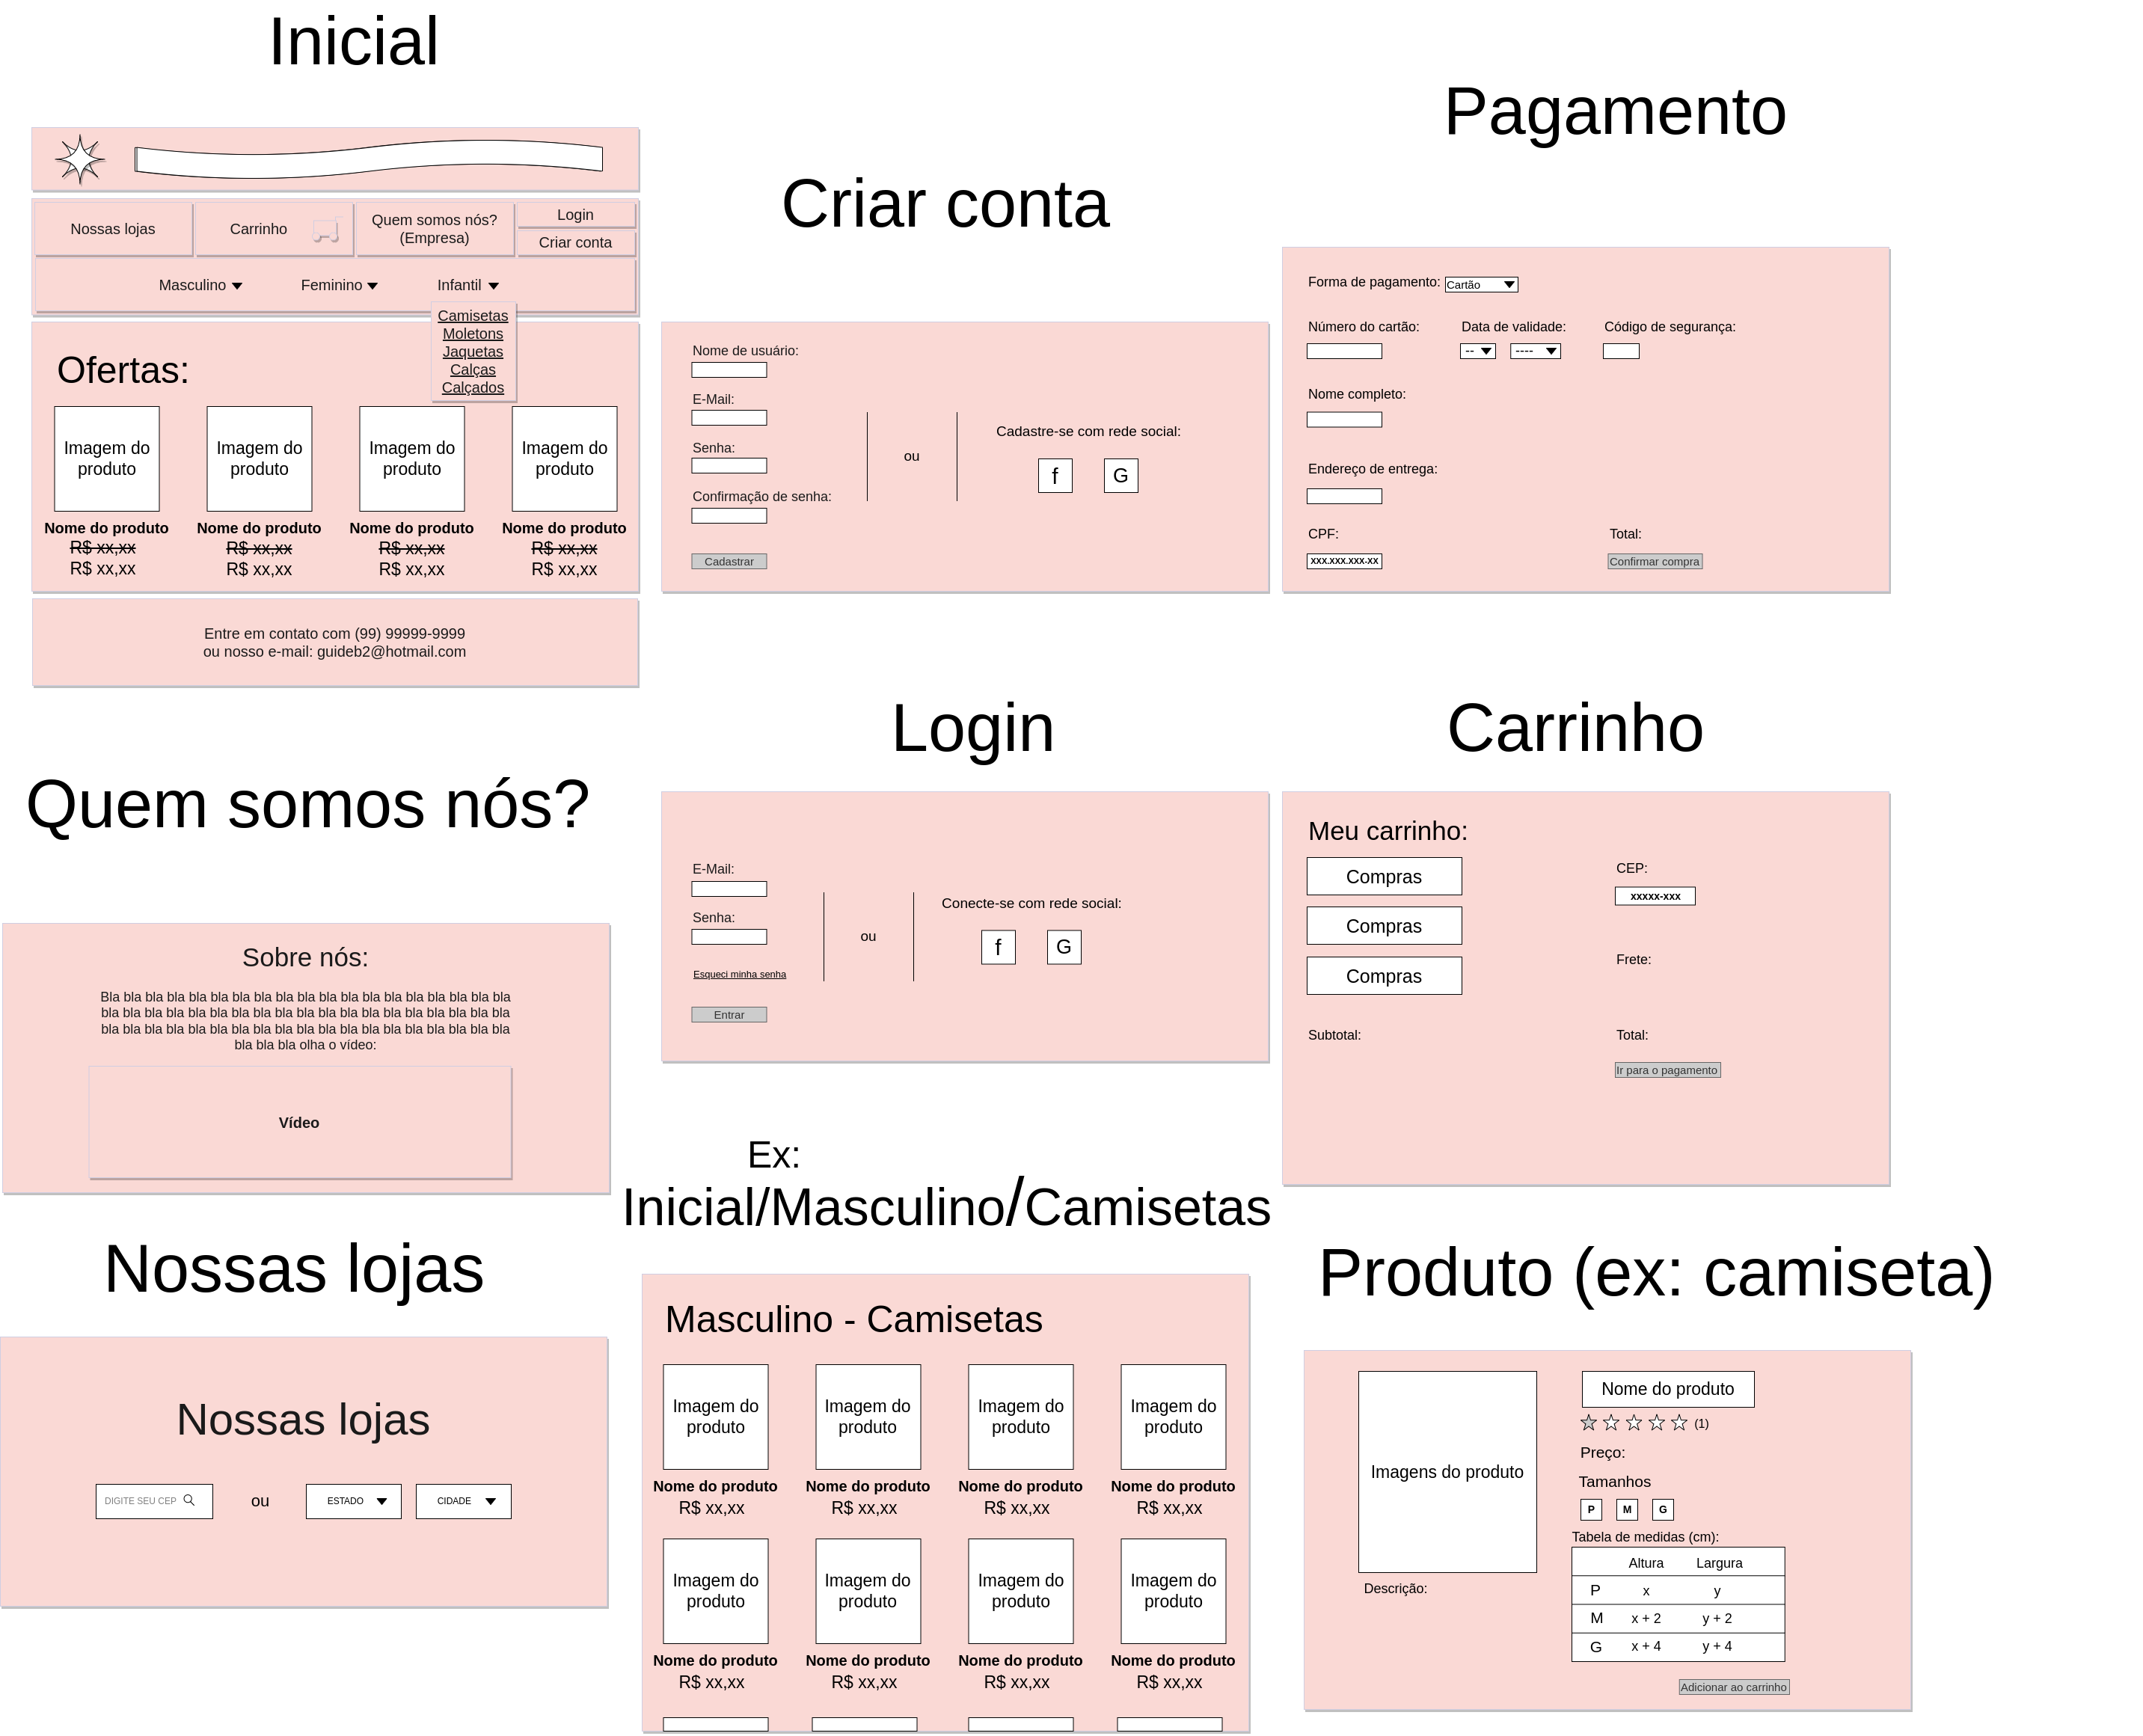 Inicial
Nossas lojas
Carrinho
Quem somos nós?
(Empresa)
Login
Criar conta
Masculino
Feminino
Infantil
Camisetas
Moletons
Jaquetas
Calças
Calçados
Ofertas:
Imagem do
produto
Imagem do
produto
Imagem do
produto
Imagem do
produto
Nome do produto
R$ xx,xx
R$ xx,xx
Nome do produto
R$ xx,xx
R$ xx,xx
Nome do produto
R$ xx,xx
R$ xx,xx
Nome do produto
R$ xx,xx
R$ xx,xx
Entre em contato com (99) 99999-9999
ou nosso e-mail: guideb2@hotmail.com
Criar conta
Nome de usuário:
E-Mail:
Senha:
Confirmação de senha:
Cadastrar
ou
Cadastre-se com rede social:
f
G
Pagamento
Forma de pagamento:
Cartão
Número do cartão:
Data de validade:
Código de segurança:
--
----
Nome completo:
Endereço de entrega:
CPF:
XXX.XXX.XXX-XX
Total:
Confirmar compra
Quem somos nós?
Sobre nós:
Bla bla bla bla bla bla bla bla bla bla bla bla bla bla bla bla bla bla bla
bla bla bla bla bla bla bla bla bla bla bla bla bla bla bla bla bla bla bla
bla bla bla bla bla bla bla bla bla bla bla bla bla bla bla bla bla bla bla
bla bla bla olha o vídeo:
Vídeo
Login
E-Mail:
Senha:
Esqueci minha senha
Entrar
ou
Conecte-se com rede social:
f
G
Carrinho
Meu carrinho:
Compras
Compras
Compras
Subtotal:
CEP:
xxxxx-xxx
Frete:
Total:
Ir para o pagamento
Nossas lojas
Nossas lojas
DIGITE SEU CEP
ou
ESTADO
CIDADE
Ex:
Inicial/Masculino/Camisetas
Masculino - Camisetas
Imagem do
produto
Imagem do
produto
Imagem do
produto
Imagem do
produto
Nome do produto
R$ xx,xx
Nome do produto
R$ xx,xx
Nome do produto
R$ xx,xx
Nome do produto
R$ xx,xx
Imagem do
produto
Imagem do
produto
Imagem do
produto
Imagem do
produto
Nome do produto
R$ xx,xx
Nome do produto
R$ xx,xx
Nome do produto
R$ xx,xx
Nome do produto
R$ xx,xx
Produto (ex: camiseta)
Imagens do produto
Descrição:
Nome do produto
(1)
Preço:
Tamanhos
P
M
G
Tabela de medidas (cm):
Altura Largura
P x y
M x + 2 y + 2
G x + 4 y + 4
Adicionar ao carrinho